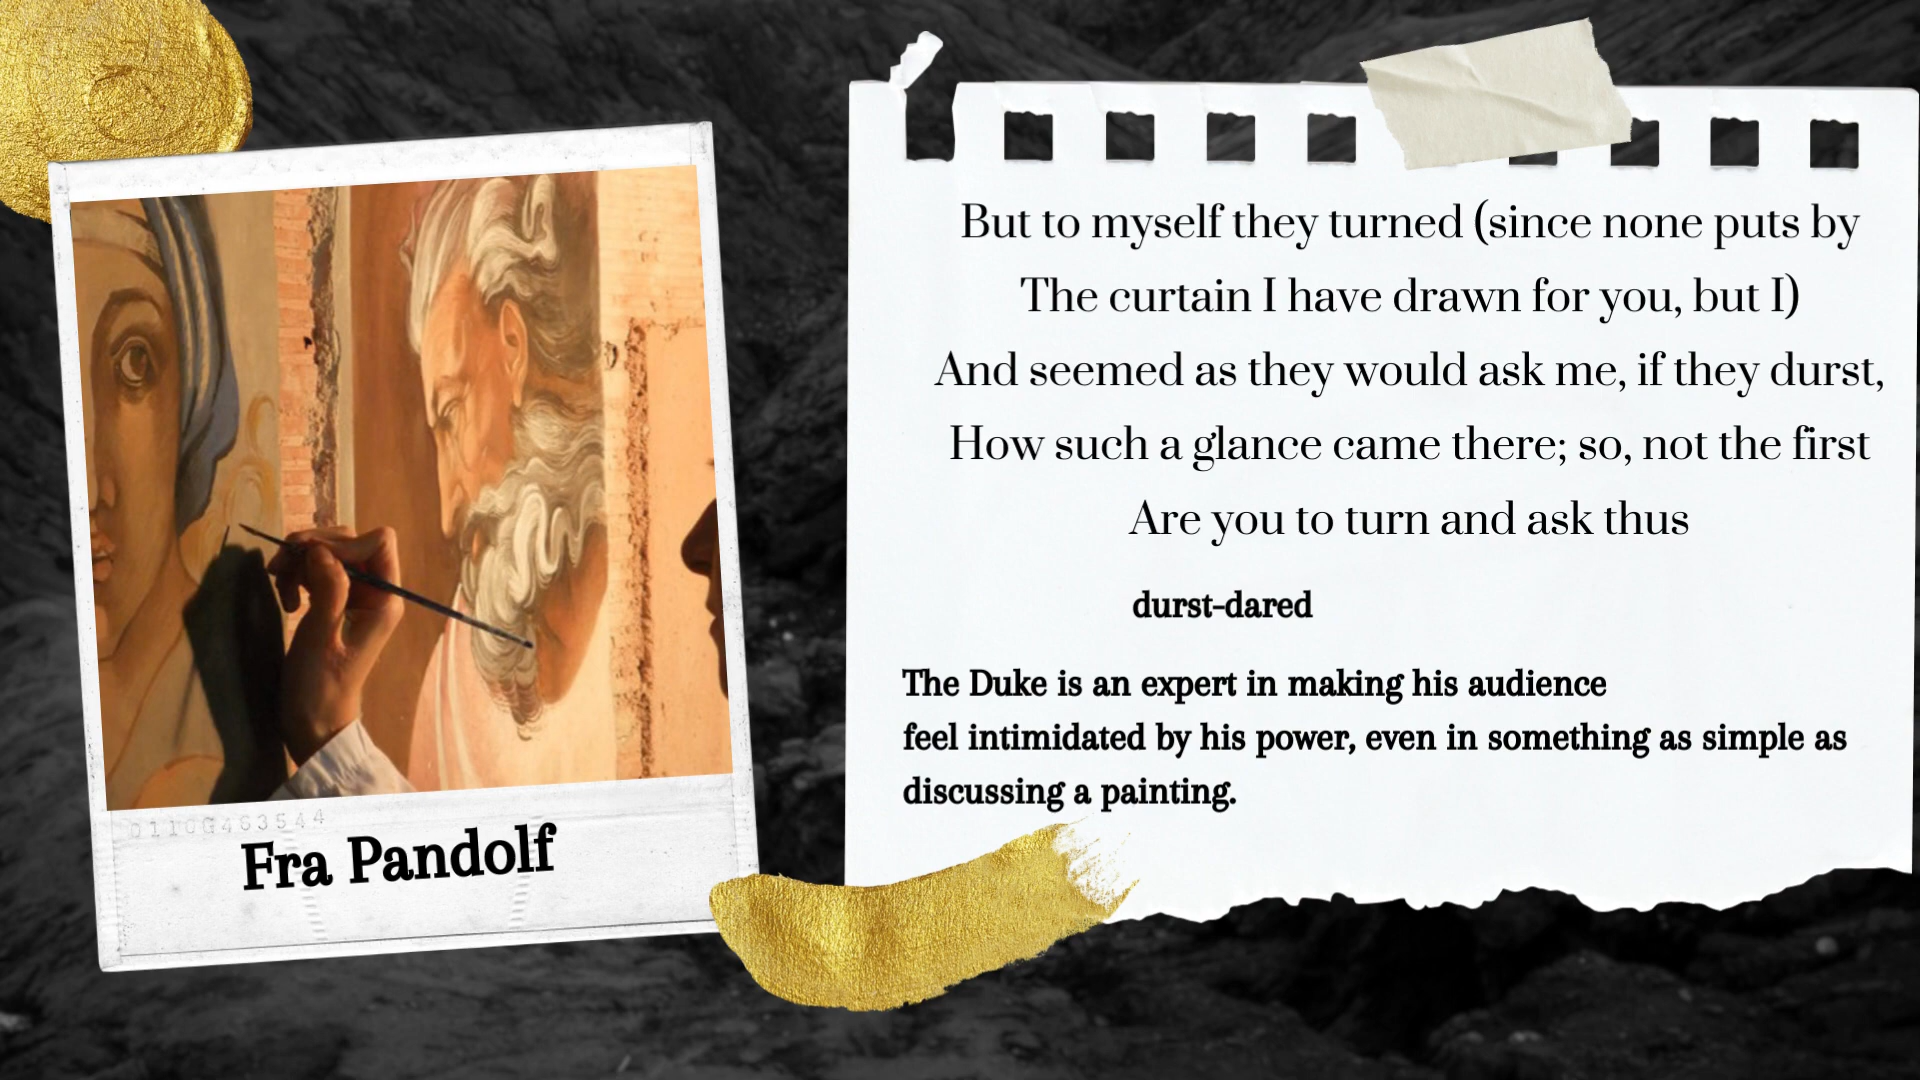 But to myself they turned (since none puts by
The curtain I have drawn for you, but I)
And seemed as they would ask me, if they durst,
How such a glance came there; so, not the first
Are you to turn and ask thus
durst-dared
The Duke is an expert in making his audience
feel intimidated by his power, even in something as simple as
discussing a painting.
0110G463544
Fra Pandolf